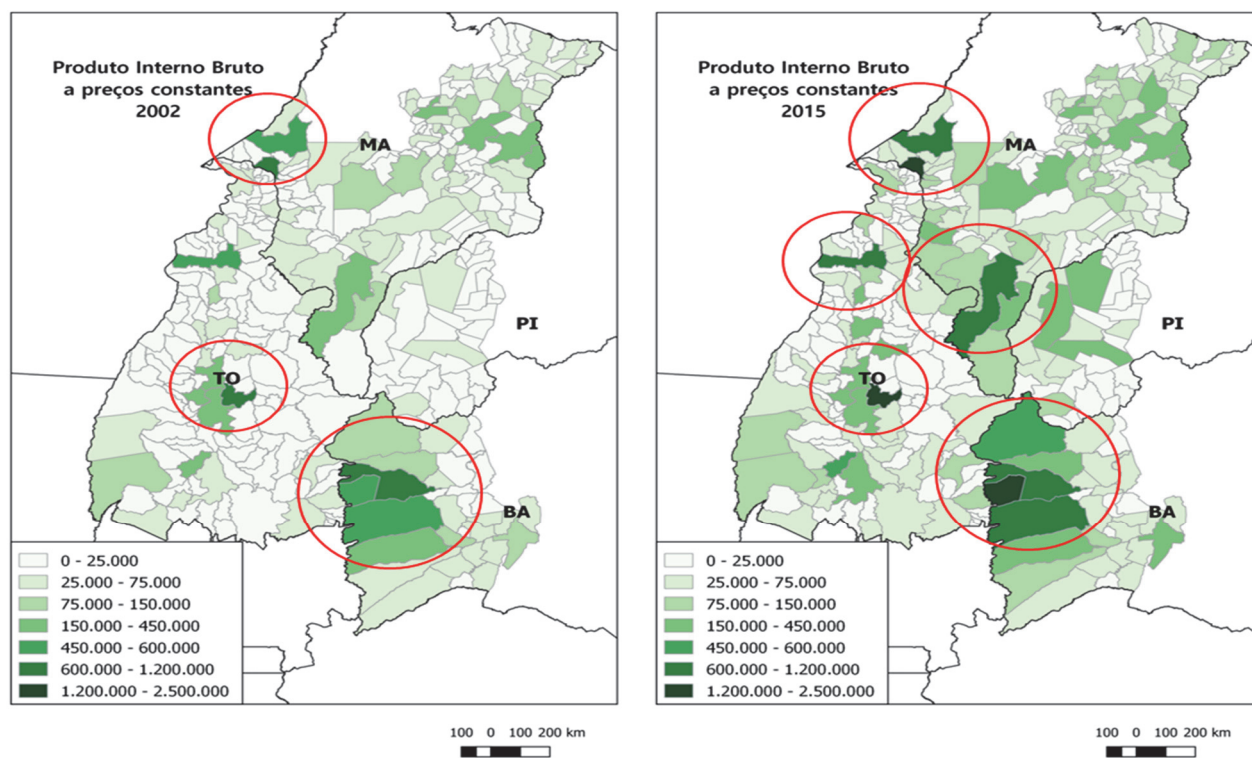 Produto Interno Bruto
a preços constantes
2002
MA
PI
TO
BA
0 - 25.000
25.000 - 75.000
75.000 - 150.000
150.000 - 450.000
450.000 - 600.000
600.000 - 1.200.000
1.200.000 - 2.500.000
100 0 100 200 km
Produto Interno Bruto
a preços constantes
2015
MA
PI
TO
BA
0 - 25.000
25.000 - 75.000
75.000 - 150.000
150.000 - 450.000
450.000 - 600.000
600.000 - 1.200.000
1.200.000 - 2.500.000
100 0 100 200 km